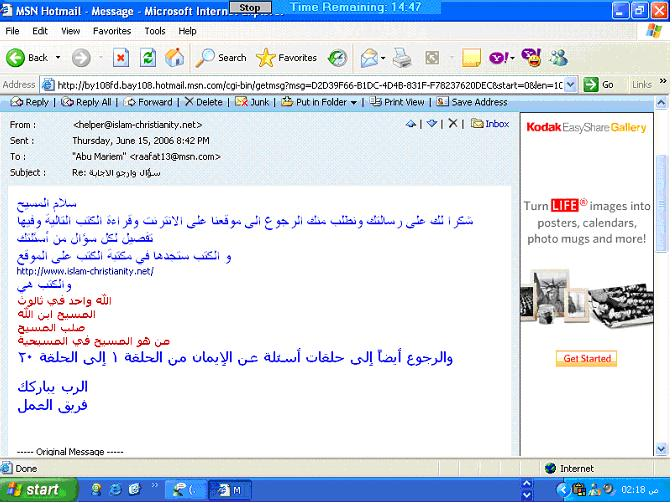 MSN Hotmail - Message - Microsoft Internet Explorer
Stop
Time Remaining: 14:47
File Edit View Favorites Tools Help
Back Search Favorites
Address http://by108fd.bay108.hotmail.msn.com/cgi-bin/getmsg?msg=D2D39F66-B1DC-4D4B-831F-F78237620DEC&start=0&len=10 Go Links »
Reply | Reply All | Forward | Delete | Junk | Put in Folder | Print View | Save Address
From : <helper@islam-christianity.net> Inbox
Sent : Thursday, June 15, 2006 8:42 PM
To : "Abu Mariem" <raafat13@msn.com>
Subject : Re: سؤال وارجو الاجابة
سلام المسيح
شكرا لك على رسالتك ونطلب منك الرجوع الى موقعنا على الانترنت وقراءة الكتب التالية وفيها
تفصيل لكل سؤال من أسئلتك
و الكتب ستجدها في مكتبة الكتب على الموقع
http://www.islam-christianity.net/
والكتب هي
الله واحد في ثالوث
المسيح ابن الله
صلب المسيح
من هو المسيح في المسيحية
والرجوع أيضاً إلى حلقات أسئلة عن الإيمان من الحلقة ١ إلى الحلقة ٢٠
الرب يباركك
فريق العمل
----- Original Message -----
Kodak EasyShare Gallery
Turn LIFE® images into
posters, calendars,
photo mugs and more!
Get Started
Done Internet
start M 02:18 ص